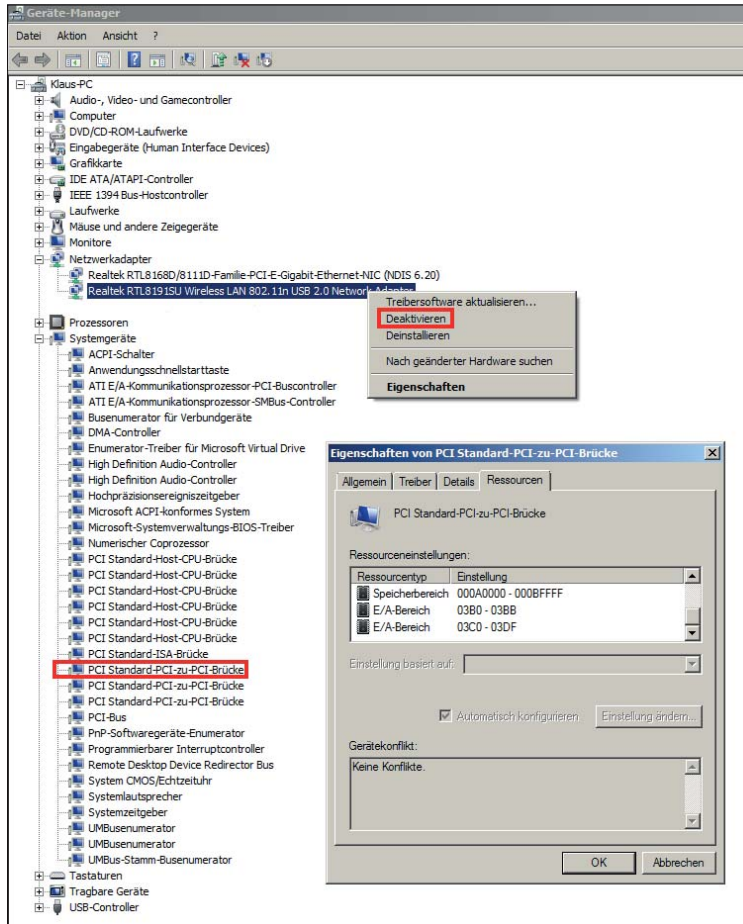 Geräte-Manager
Datei Aktion Ansicht ?
Klaus-PC
Audio-, Video- und Gamecontroller
Computer
DVD/CD-ROM-Laufwerke
Eingabegeräte (Human Interface Devices)
Grafikkarte
IDE ATA/ATAPI-Controller
IEEE 1394 Bus-Hostcontroller
Laufwerke
Mäuse und andere Zeigegeräte
Monitore
Netzwerkadapter
Realtek RTL8168D/8111D-Familie-PCI-E-Gigabit-Ethernet-NIC (NDIS 6.20)
Realtek RTL8191SU Wireless LAN 802.11n USB 2.0 Network Adapter
Treibersoftware aktualisieren...
Deaktivieren
Deinstallieren
Nach geänderter Hardware suchen
Eigenschaften
Prozessoren
Systemgeräte
ACPI-Schalter
Anwendungsschnellstarttaste
ATI E/A-Kommunikationsprozessor-PCI-Buscontroller
ATI E/A-Kommunikationsprozessor-SMBus-Controller
Busenumerator für Verbundgeräte
DMA-Controller
Enumerator-Treiber für Microsoft Virtual Drive
High Definition Audio-Controller
High Definition Audio-Controller
Hochpräzisionsereigniszeitgeber
Microsoft ACPI-konformes System
Microsoft-Systemverwaltungs-BIOS-Treiber
Numerischer Coprozessor
PCI Standard-Host-CPU-Brücke
PCI Standard-Host-CPU-Brücke
PCI Standard-Host-CPU-Brücke
PCI Standard-Host-CPU-Brücke
PCI Standard-Host-CPU-Brücke
PCI Standard-ISA-Brücke
PCI Standard-PCI-zu-PCI-Brücke
PCI Standard-PCI-zu-PCI-Brücke
PCI Standard-PCI-zu-PCI-Brücke
PCI-Bus
PnP-Softwaregeräte-Enumerator
Programmierbarer Interruptcontroller
Remote Desktop Device Redirector Bus
System CMOS/Echtzeituhr
Systemlautsprecher
Systemzeitgeber
UMBusenumerator
UMBusenumerator
UMBus-Stamm-Busenumerator
Tastaturen
Tragbare Geräte
USB-Controller
Eigenschaften von PCI Standard-PCI-zu-PCI-Brücke
Allgemein Treiber Details Ressourcen
PCI Standard-PCI-zu-PCI-Brücke
Ressourceneinstellungen:
Ressourcentyp Einstellung
Speicherbereich 000A0000 - 000BFFFF
E/A-Bereich 03B0 - 03BB
E/A-Bereich 03C0 - 03DF
Einstellung basiert auf:
Automatisch konfigurieren Einstellung ändern...
Gerätekonflikt:
Keine Konflikte.
OK Abbrechen